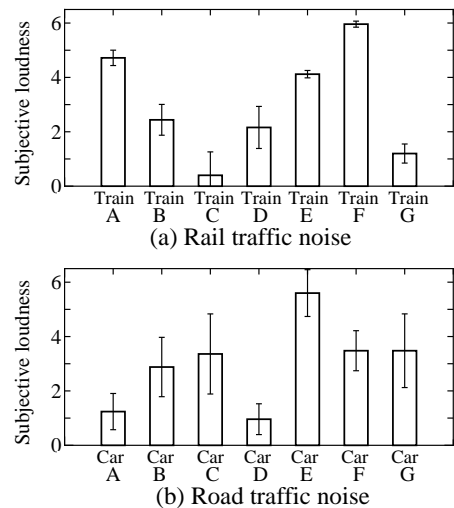 Subjective loudness
6
4
2
0
Train Train Train Train Train Train Train
A B C D E F G
(a) Rail traffic noise
Subjective loudness
6
4
2
0
Car Car Car Car Car Car Car
A B C D E F G
(b) Road traffic noise